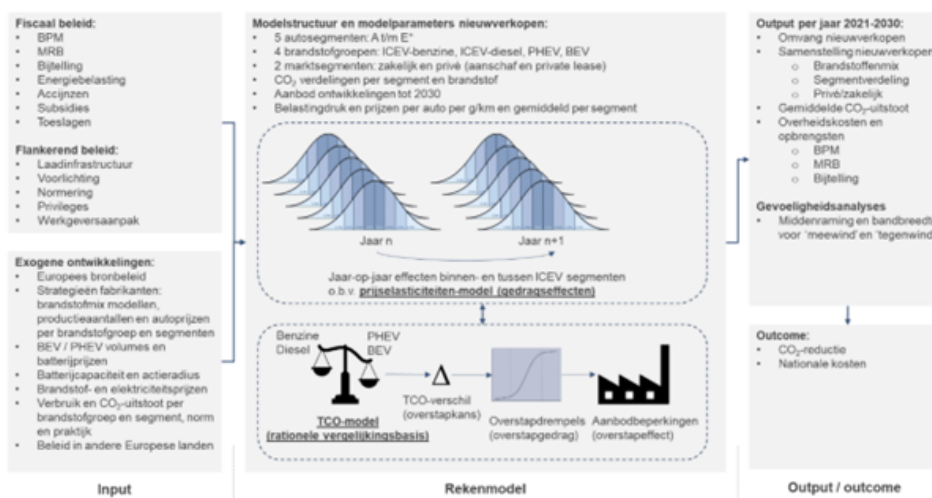 Fiscaal beleid:
• BPM
• MRB
• Bijtelling
• Energiebelasting
• Accijnzen
• Subsidies
• Toeslagen
Flankerend beleid:
• Laadinfrastructuur
• Voorlichting
• Normering
• Privileges
• Werkgeversaanpak
Exogene ontwikkelingen:
• Europees bronbeleid
• Strategieën fabrikanten:
brandstofmix modellen,
productieaantallen en autoprijzen
per brandstofgroep en segmenten
• BEV / PHEV volumes en
batterijprijzen
• Batterijcapaciteit en actieradius
• Brandstof- en elektriciteitsprijzen
• Verbruik en CO₂-uitstoot per
brandstofgroep en segment, norm
en praktijk
• Beleid in andere Europese landen
Input
Modelstructuur en modelparameters nieuwverkopen:
• 5 autosegmenten: A t/m E⁺
• 4 brandstofgroepen: ICEV-benzine, ICEV-diesel, PHEV, BEV
• 2 marktsegmenten: zakelijk en privé (aanschaf en private lease)
• CO₂ verdelingen per segment en brandstof
• Aanbod ontwikkelingen tot 2030
• Belastingdruk en prijzen per auto per g/km en gemiddeld per segment
Jaar n
Jaar n+1
Jaar-op-jaar effecten binnen- en tussen ICEV segmenten
o.b.v. prijselasticiteiten-model (gedragseffecten)
Benzine
Diesel
PHEV
BEV
Δ
TCO-model
(rationele vergelijkingsbasis)
TCO-verschil
(overstapkans)
Overstapdrempels
(overstapgedrag)
Aanbodbeperkingen
(overstapeffect)
Rekenmodel
Output per jaar 2021-2030:
• Omvang nieuwverkopen
• Samenstelling nieuwverkopen
o Brandstoffenmix
o Segmentverdeling
o Privé/zakelijk
• Gemiddelde CO₂-uitstoot
• Overheidskosten en
opbrengsten
o BPM
o MRB
o Bijtelling
Gevoeligheidsanalyses
• Middenraming en bandbreedt
voor 'meewind' en 'tegenwind
Outcome:
• CO₂-reductie
• Nationale kosten
Output / outcome